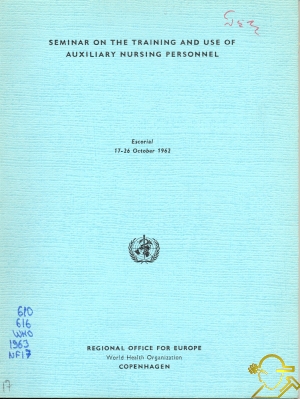 SEMINAR ON THE TRAINING AND USE OF
AUXILIARY NURSING PERSONNEL
Escorial
17-26 October 1962
610
616
WHO
1963
NF17
REGIONAL OFFICE FOR EUROPE
World Health Organization
COPENHAGEN
17